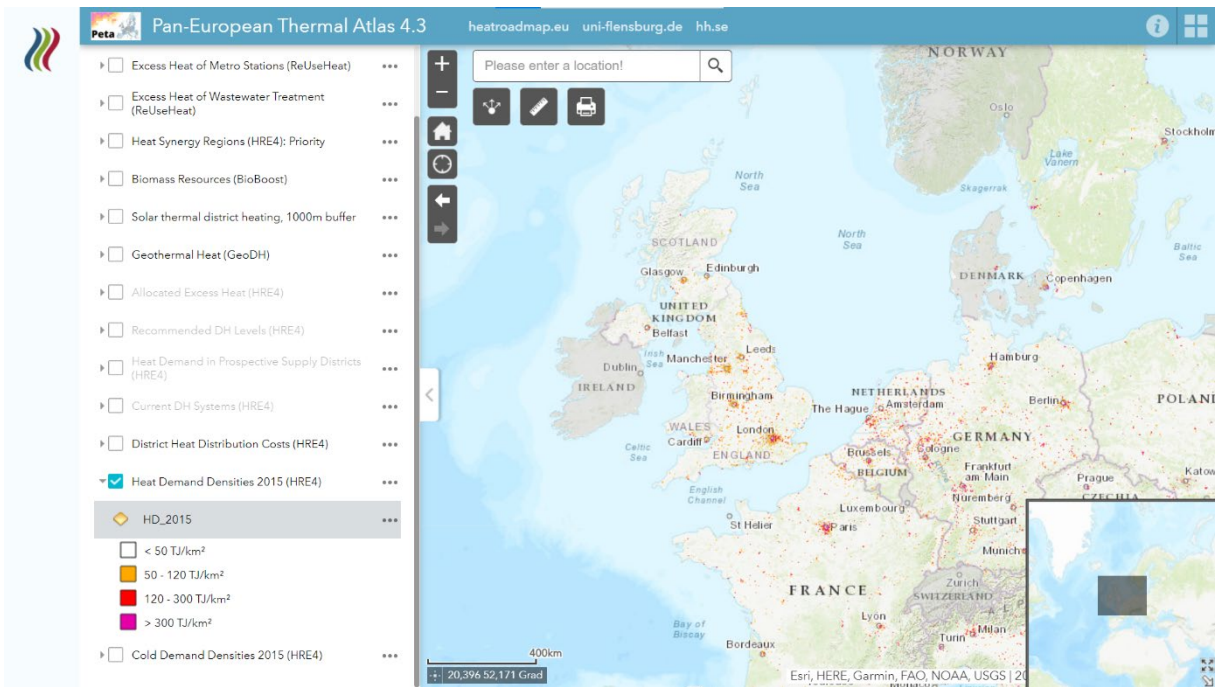 Peta
Pan-European Thermal Atlas 4.3
heatroadmap.eu uni-flensburg.de hh.se
Excess Heat of Metro Stations (ReUseHeat)
Excess Heat of Wastewater Treatment
(ReUseHeat)
Heat Synergy Regions (HRE4): Priority
Biomass Resources (BioBoost)
Solar thermal district heating, 1000m buffer
Geothermal Heat (GeoDH)
Allocated Excess Heat (HRE4)
Recommended DH Levels (HRE4)
Heat Demand in Prospective Supply Districts
(HRE4)
Current DH Systems (HRE4)
District Heat Distribution Costs (HRE4)
Heat Demand Densities 2015 (HRE4)
HD_2015
< 50 TJ/km²
50 - 120 TJ/km²
120 - 300 TJ/km²
> 300 TJ/km²
Cold Demand Densities 2015 (HRE4)
Please enter a location!
NORWAY
Oslo
Stockholm
Lake
Vanern
North
Sea
Skagerrak
SCOTLAND
North
Sea
Baltic
Sea
Glasgow
Edinburgh
DENMARK
Copenhagen
UNITED
KINGDOM
Belfast
Irish
Sea
Manchester
Leeds
Hamburg
Dublin
IRELAND
Birmingham
NETHERLANDS
The Hague
Amsterdam
Berlin
POLAND
WALES
London
Cardiff
Celtic
Sea
ENGLAND
GERMANY
Brussels
Cologne
BELGIUM
Frankfurt
am Main
Prague
Katow
English
Channel
Nuremberg
CZECHIA
Luxembourg
St Helier
Paris
Stuttgart
Munich
FRANCE
Zurich
SWITZERLAND
Lyon
Bay of
Biscay
Milan
Turin
Bordeaux
400km
20,396 52,171 Grad
Esri, HERE, Garmin, FAO, NOAA, USGS | 20